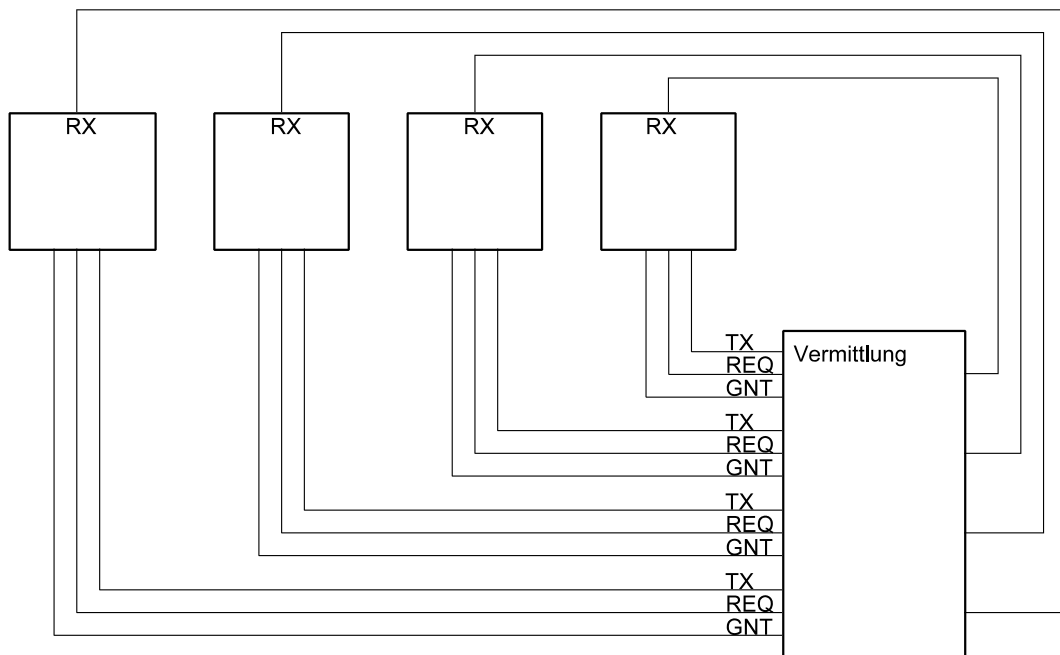 RX RX RX RX
TX
Vermittlung
REQ
GNT
TX
REQ
GNT
TX
REQ
GNT
TX
REQ
GNT